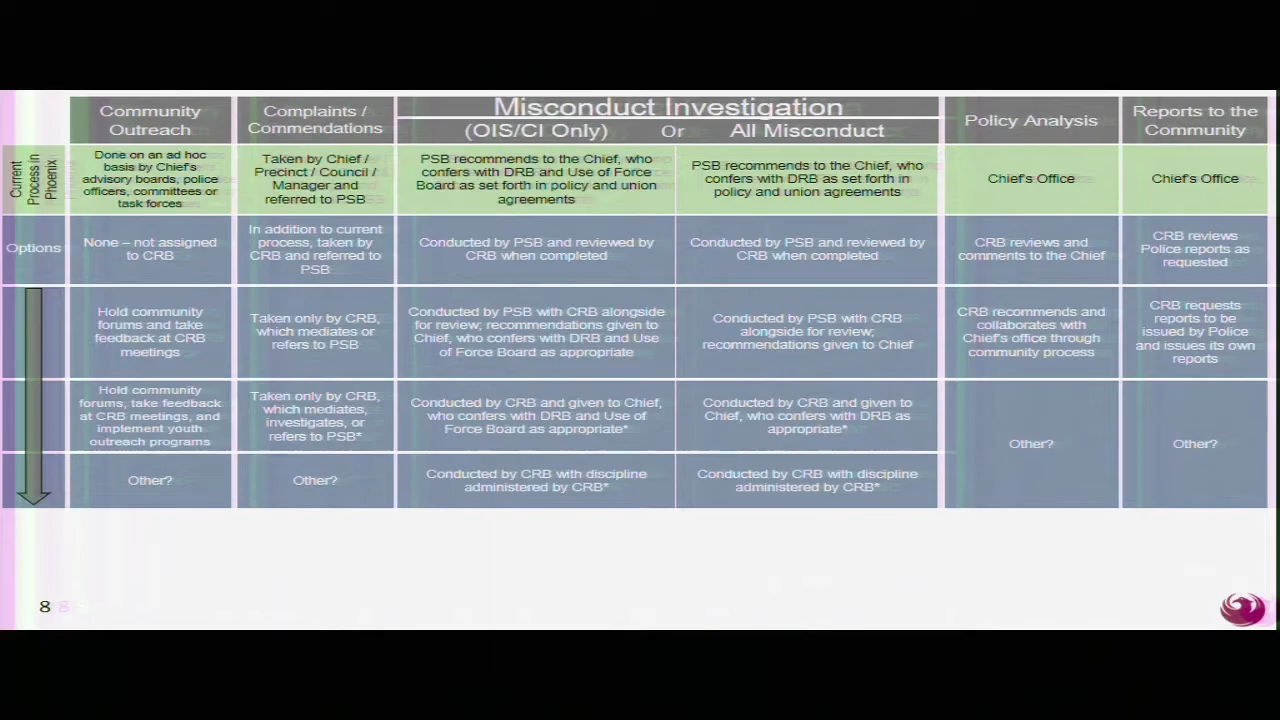 Community
Outreach
Complaints /
Commendations
Misconduct Investigation
(OIS/CI Only) Or All Misconduct
Policy Analysis
Reports to the
Community
Current
Process in
Phoenix
Done on an ad hoc
basis by Chief's
advisory boards, police
officers, committees or
task forces
Taken by Chief /
Precinct / Council /
Manager and
referred to PSB
PSB recommends to the Chief, who
confers with DRB and Use of Force
Board as set forth in policy and union
agreements
PSB recommends to the Chief, who
confers with DRB as set forth in
policy and union agreements
Chief's Office
Chief's Office
Options
None – not assigned
to CRB
In addition to current
process, taken by
CRB and referred to
PSB
Conducted by PSB and reviewed by
CRB when completed
Conducted by PSB and reviewed by
CRB when completed
CRB reviews and
comments to the Chief
CRB reviews
Police reports as
requested
Hold community
forums and take
feedback at CRB
meetings
Taken only by CRB,
which mediates or
refers to PSB
Conducted by PSB with CRB alongside
for review; recommendations given to
Chief, who confers with DRB and Use
of Force Board as appropriate
Conducted by PSB with CRB
alongside for review;
recommendations given to Chief
CRB recommends and
collaborates with
Chief's office through
community process
CRB requests
reports to be
issued by Police
and issues its own
reports
Hold community
forums, take feedback
at CRB meetings, and
implement youth
outreach programs
Taken only by CRB,
which mediates,
investigates, or
refers to PSB*
Conducted by CRB and given to Chief,
who confers with DRB and Use of
Force Board as appropriate*
Conducted by CRB and given to
Chief, who confers with DRB as
appropriate*
Other?
Other?
Other?
Other?
Conducted by CRB with discipline
administered by CRB*
Conducted by CRB with discipline
administered by CRB*
8